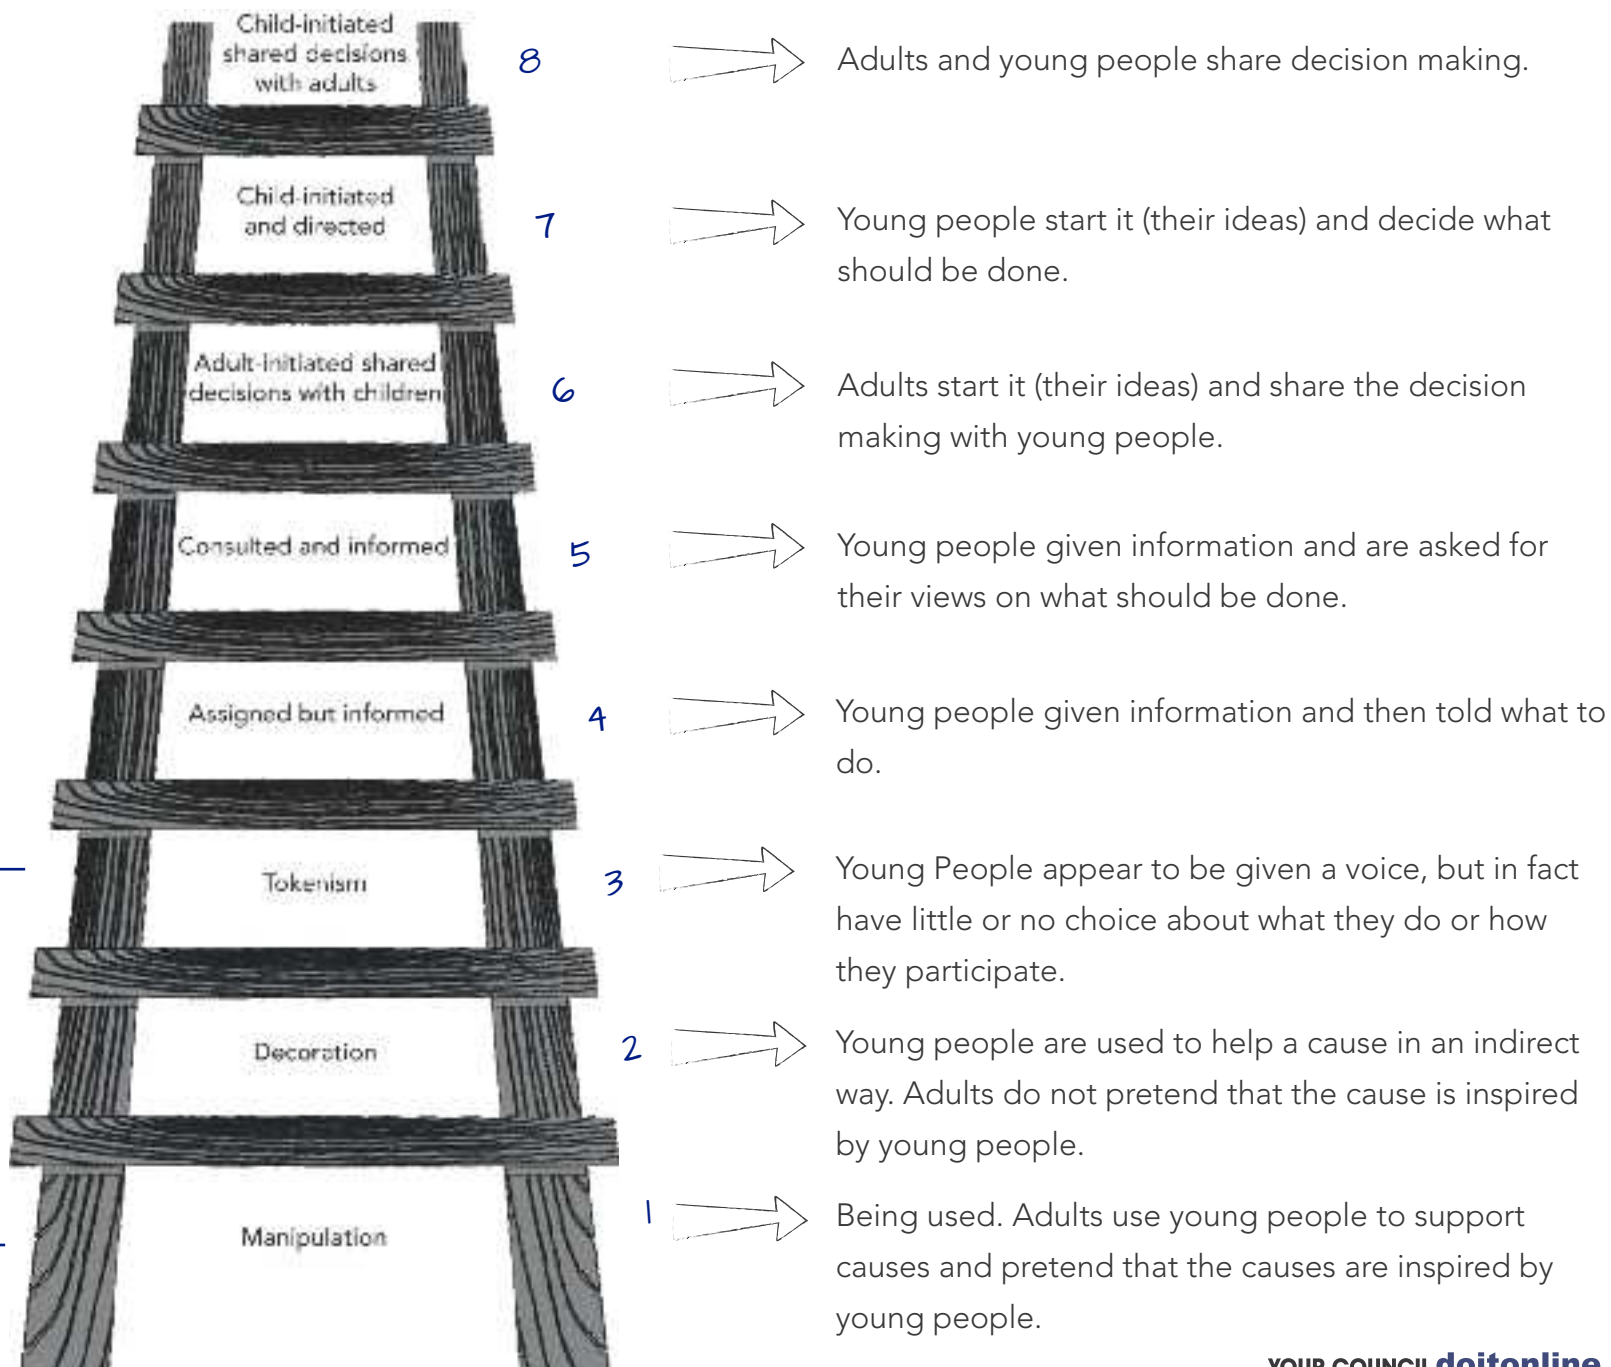 Child-initiated
shared decisions
with adults
8
Adults and young people share decision making.
Child-initiated
and directed
7
Young people start it (their ideas) and decide what
should be done.
Adult-initiated shared
decisions with children
6
Adults start it (their ideas) and share the decision
making with young people.
Consulted and informed
5
Young people given information and are asked for
their views on what should be done.
Assigned but informed
4
Young people given information and then told what to
do.
Tokenism
3
Young People appear to be given a voice, but in fact
have little or no choice about what they do or how
they participate.
Decoration
2
Young people are used to help a cause in an indirect
way. Adults do not pretend that the cause is inspired
by young people.
Manipulation
1
Being used. Adults use young people to support
causes and pretend that the causes are inspired by
young people.
YOUR COUNCIL doitonline